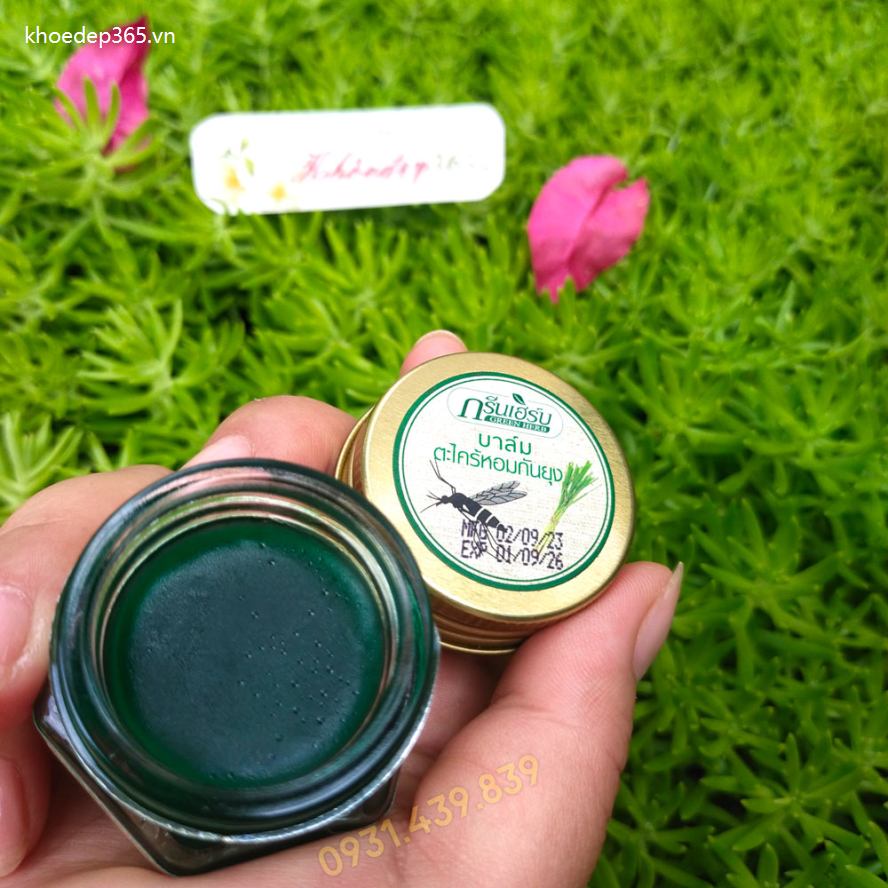 khoedep365.vn
กรีนเฮิร์บ
GREEN HERB
บาล์ม
ตะไคร้หอมกันยุง
MFG 02/09/23
EXP 01/09/26
0931.439.839